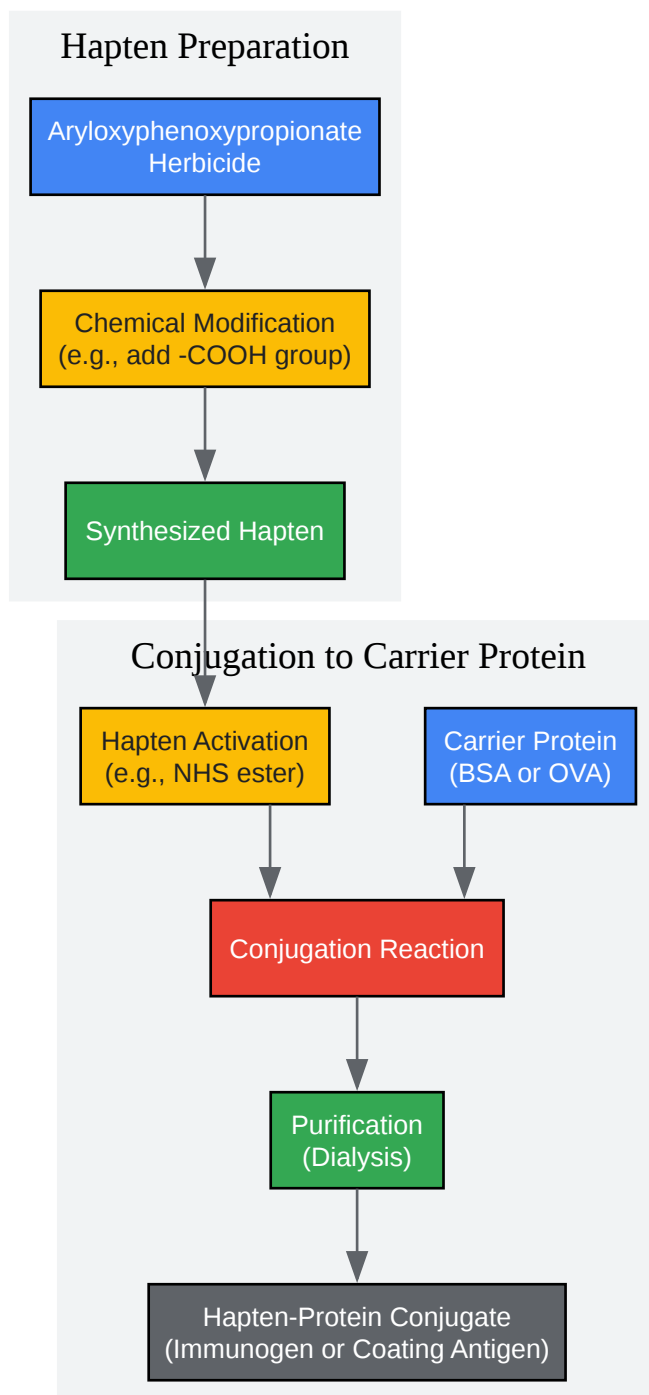 Hapten Preparation
Aryloxyphenoxypropionate
Herbicide
Chemical Modification
(e.g., add -COOH group)
Synthesized Hapten
Conjugation to Carrier Protein
Hapten Activation
(e.g., NHS ester)
Carrier Protein
(BSA or OVA)
Conjugation Reaction
Purification
(Dialysis)
Hapten-Protein Conjugate
(Immunogen or Coating Antigen)